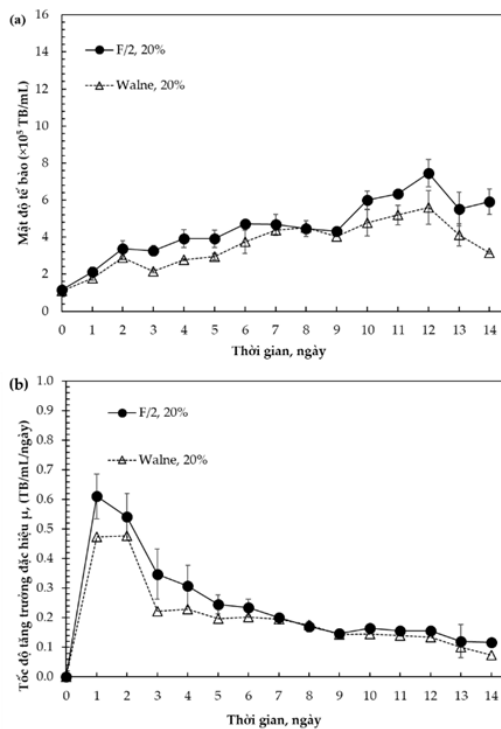 (a)
16
14
12
10
8
6
4
2
0
Mật độ tế bào (×10⁵ TB/mL)
F/2, 20%
Walne, 20%
0 1 2 3 4 5 6 7 8 9 10 11 12 13 14
Thời gian, ngày
(b)
1.0
0.9
0.8
0.7
0.6
0.5
0.4
0.3
0.2
0.1
0.0
Tốc độ tăng trưởng đặc hiệu µ, (TB/mL/ngày)
F/2, 20%
Walne, 20%
0 1 2 3 4 5 6 7 8 9 10 11 12 13 14
Thời gian, ngày